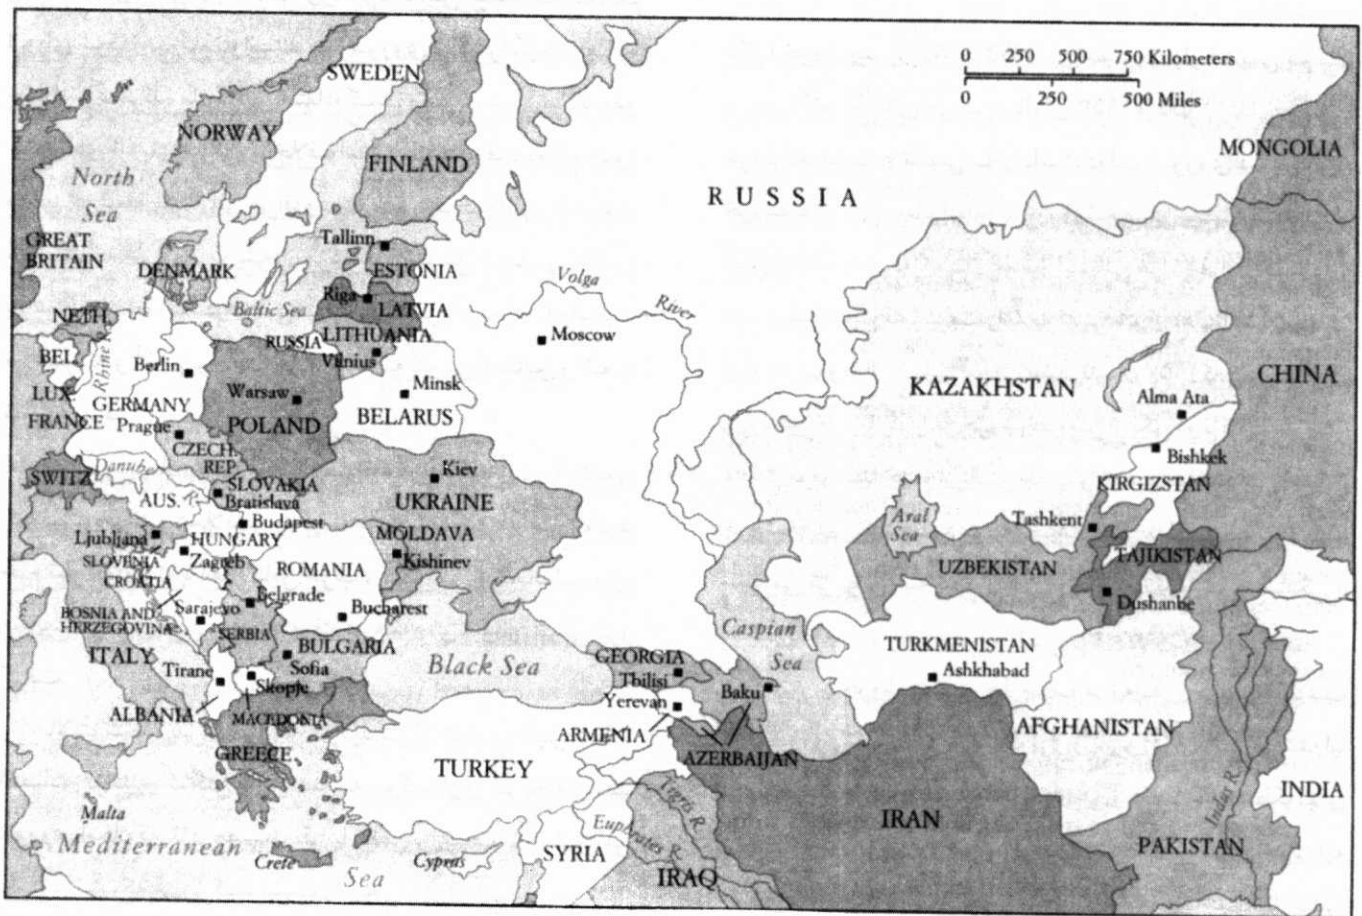 0 250 500 750 Kilometers
0 250 500 Miles
SWEDEN
NORWAY
FINLAND
MONGOLIA
North
Sea
RUSSIA
GREAT
BRITAIN
DENMARK
Tallinn
ESTONIA
Volga
River
Riga
LATVIA
Baltic Sea
NETH.
LITHUANIA
RUSSIA
Vilnius
Moscow
BEL.
Rhine R.
Berlin
Minsk
KAZAKHSTAN
CHINA
LUX.
GERMANY
Warsaw
POLAND
BELARUS
Alma Ata
FRANCE
Prague
CZECH.
REP.
Bishkek
KIRGIZSTAN
SWITZ.
Danube
SLOVAKIA
Kiev
UKRAINE
AUS.
Bratislava
Budapest
HUNGARY
MOLDAVA
Kishinev
Aral
Sea
Tashkent
TAJIKISTAN
Ljubljana
SLOVENIA
Zagreb
CROATIA
ROMANIA
UZBEKISTAN
Dushanbe
BOSNIA AND
HERZEGOVINA
Sarajevo
Belgrade
Bucharest
SERBIA
BULGARIA
Sofia
Caspian
Sea
TURKMENISTAN
Ashkhabad
ITALY
Tirane
Skopje
Black Sea
GEORGIA
Tbilisi
Baku
Yerevan
ALBANIA
MACEDONIA
ARMENIA
AZERBAIJAN
AFGHANISTAN
GREECE
TURKEY
INDIA
IRAN
Tigris R.
Euphrates R.
Indus R.
PAKISTAN
Malta
Mediterranean
Sea
Crete
Cyprus
SYRIA
IRAQ